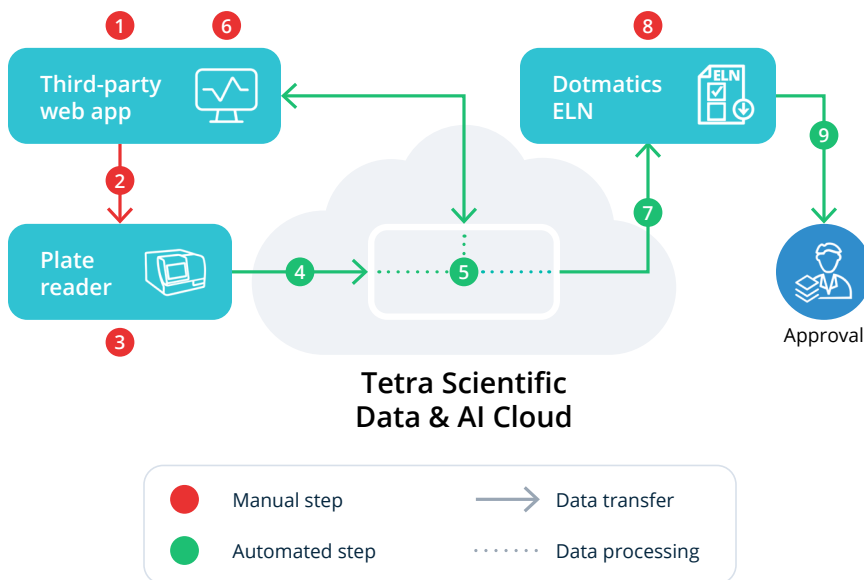 1
6
8
Third-party
web app
ELN
Dotmatics
ELN
9
2
7
Plate
reader
4
5
3
Approval
Tetra Scientific
Data & AI Cloud
Manual step
Data transfer
Automated step
Data processing